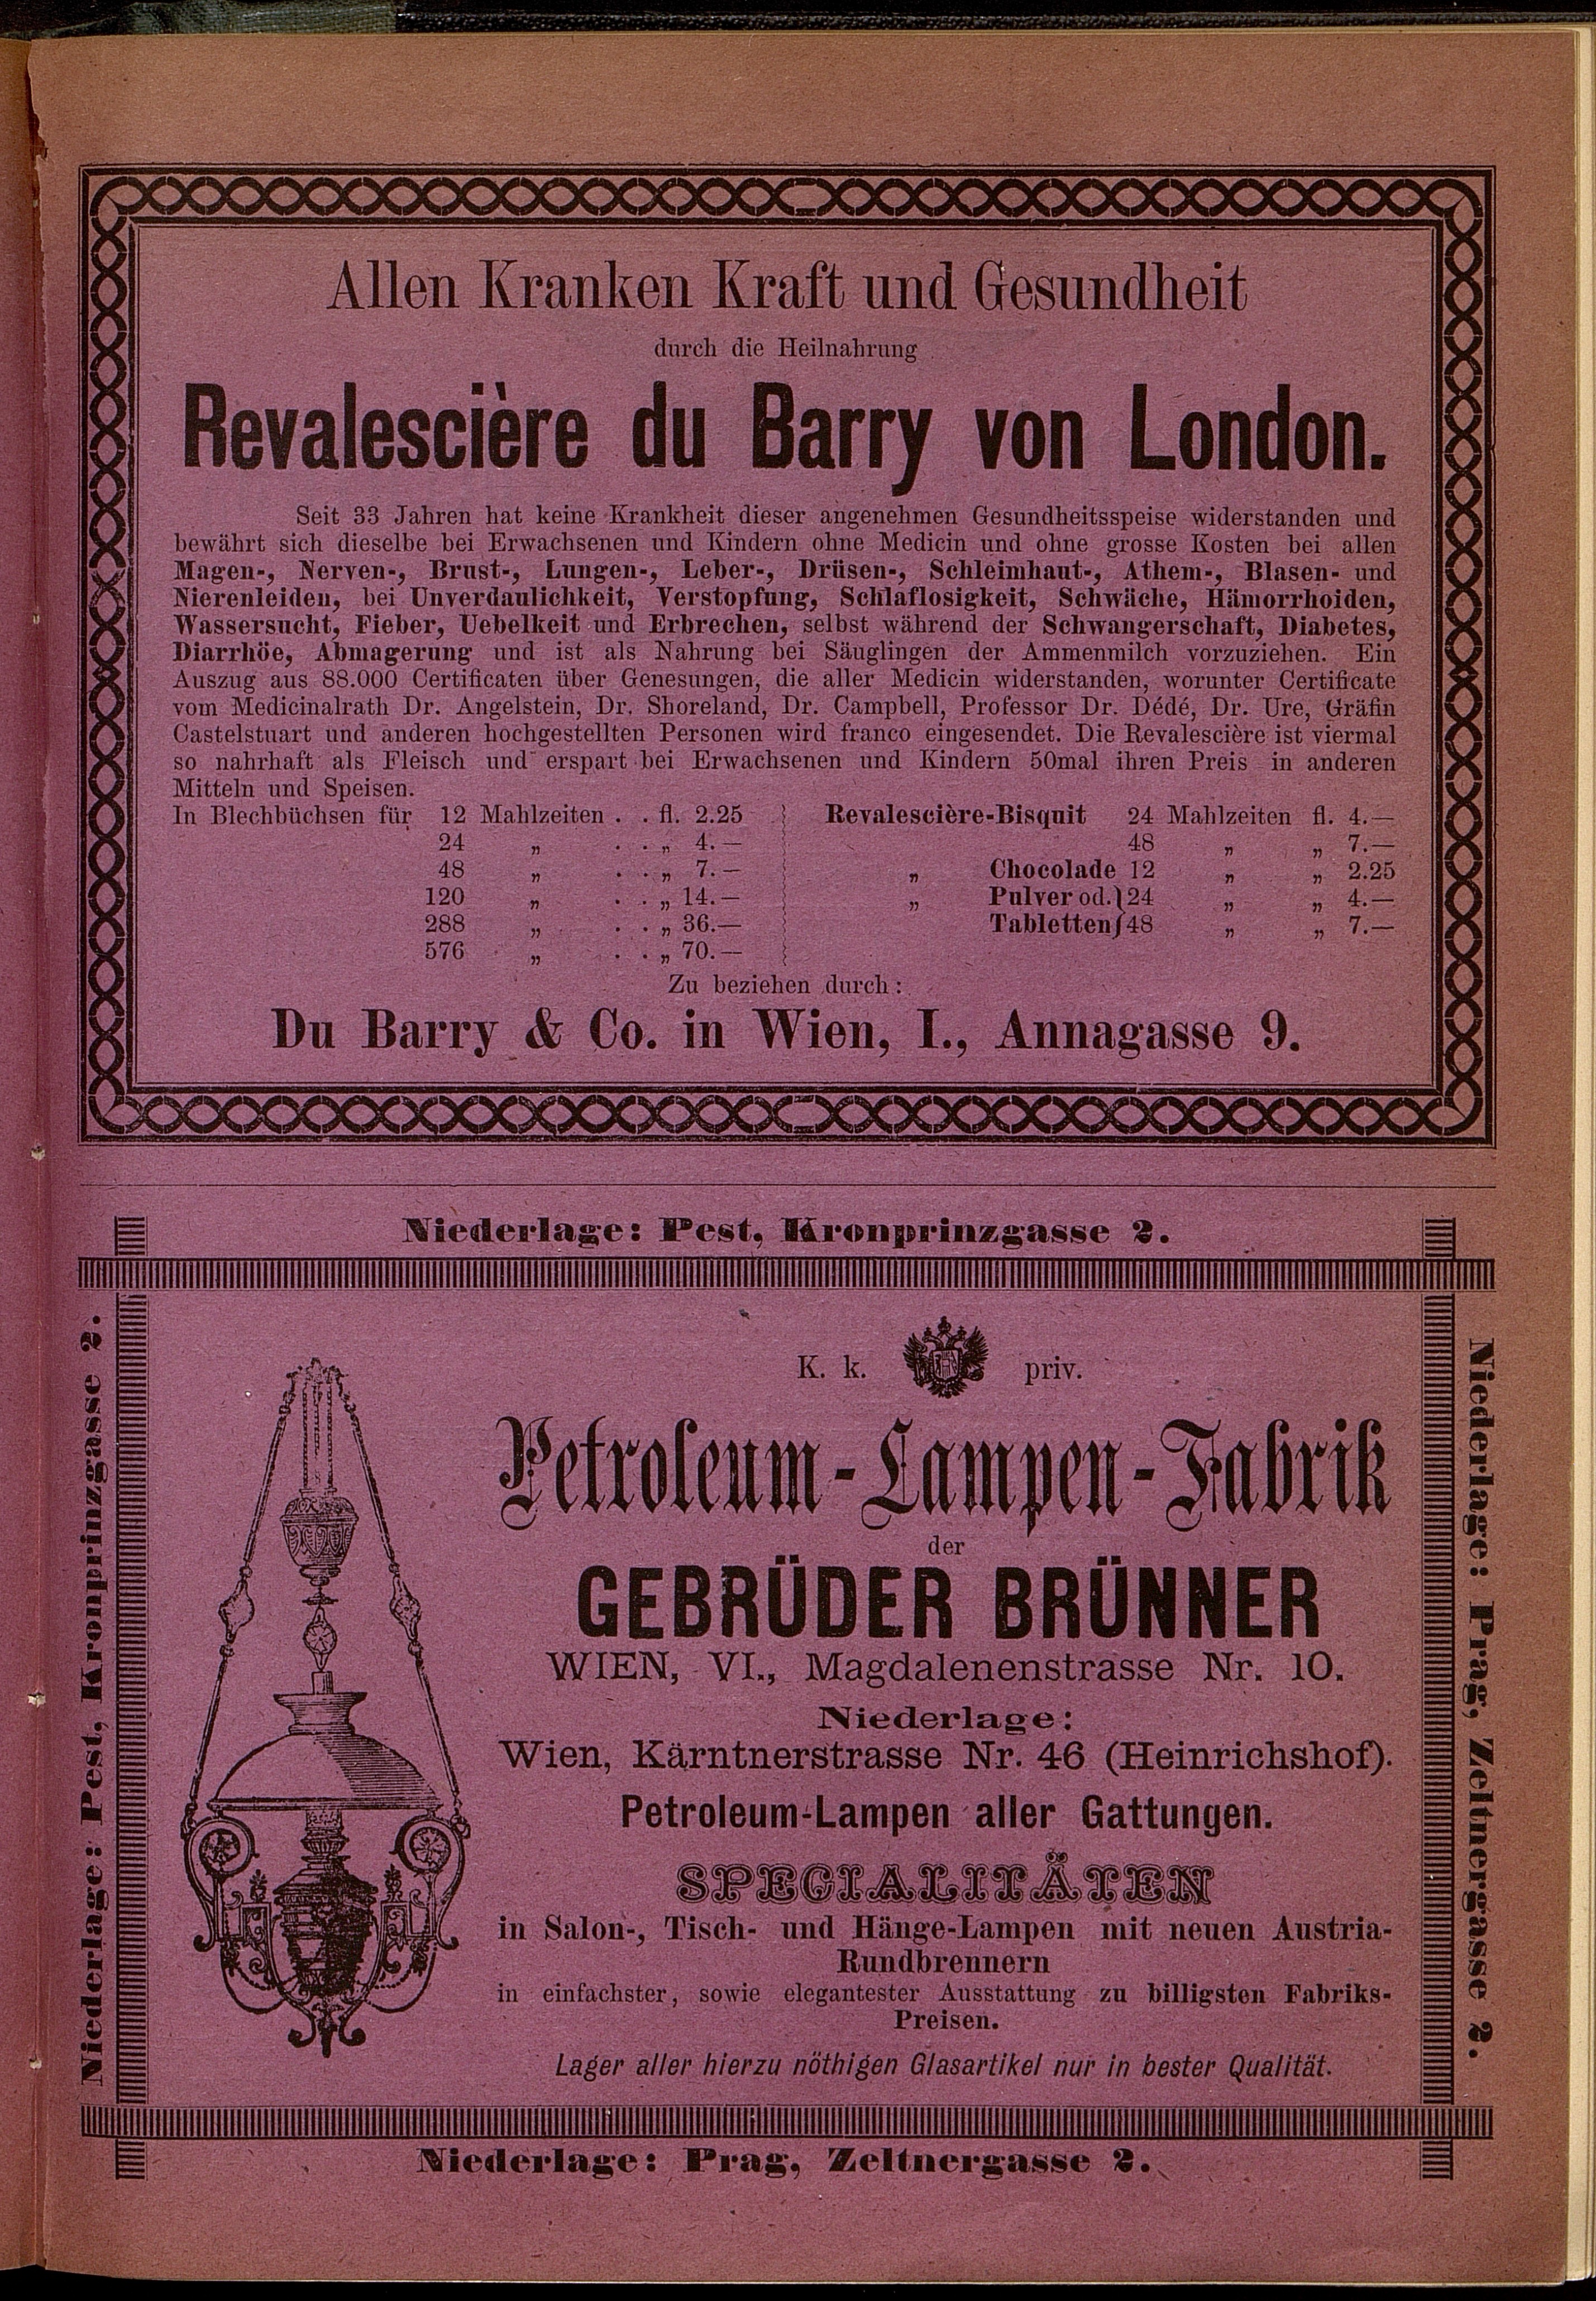 Allen Kranken Kraft und Gesundheit
durch die Heilnahrung
Revalescière du Barry von London.
Seit 33 Jahren hat keine Krankheit dieser angenehmen Gesundheitsspeise widerstanden und
bewährt sich dieselbe bei Erwachsenen und Kindern ohne Medicin und ohne grosse Kosten bei allen
Magen-, Nerven-, Brust-, Lungen-, Leber-, Drüsen-, Schleimhaut-, Athem-, Blasen- und
Nierenleiden, bei Unverdaulichkeit, Verstopfung, Schlaflosigkeit, Schwäche, Hämorrhoiden,
Wassersucht, Fieber, Uebelkeit und Erbrechen, selbst während der Schwangerschaft, Diabetes,
Diarrhöe, Abmagerung und ist als Nahrung bei Säuglingen der Ammenmilch vorzuziehen. Ein
Auszug aus 88.000 Certificaten über Genesungen, die aller Medicin widerstanden, worunter Certificate
vom Medicinalrath Dr. Angelstein, Dr. Shoreland, Dr. Campbell, Professor Dr. Dédé, Dr. Ure, Gräfin
Castelstuart und anderen hochgestellten Personen wird franco eingesendet. Die Revalescière ist viermal
so nahrhaft als Fleisch und erspart bei Erwachsenen und Kindern 50mal ihren Preis in anderen
Mitteln und Speisen.
In Blechbüchsen für 12 Mahlzeiten . . fl. 2.25 Revalescière-Bisquit 24 Mahlzeiten fl. 4.—
24 „ . . „ 4.— 48 „ „ 7.—
48 „ . . „ 7.— „ Chocolade 12 „ „ 2.25
120 „ . . „ 14.— „ Pulver od.} 24 „ „ 4.—
288 „ . . „ 36.— Tabletten} 48 „ „ 7.—
576 „ . . „ 70.—
Zu beziehen durch:
Du Barry & Co. in Wien, I., Annagasse 9.
Niederlage: Pest, Kronprinzgasse 2.
Niederlage: Pest, Kronprinzgasse 2.
K. k. priv.
Petroleum-Lampen-Fabrik
der
GEBRÜDER BRÜNNER
WIEN, VI., Magdalenenstrasse Nr. 10.
Niederlage:
Wien, Kärntnerstrasse Nr. 46 (Heinrichshof).
Petroleum-Lampen aller Gattungen.
SPECIALITÄTEN
in Salon-, Tisch- und Hänge-Lampen mit neuen Austria-
Rundbrennern
in einfachster, sowie elegantester Ausstattung zu billigsten Fabriks-
Preisen.
Lager aller hierzu nöthigen Glasartikel nur in bester Qualität.
Niederlage: Prag, Zeltnergasse 2.
Niederlage: Prag, Zeltnergasse 2.